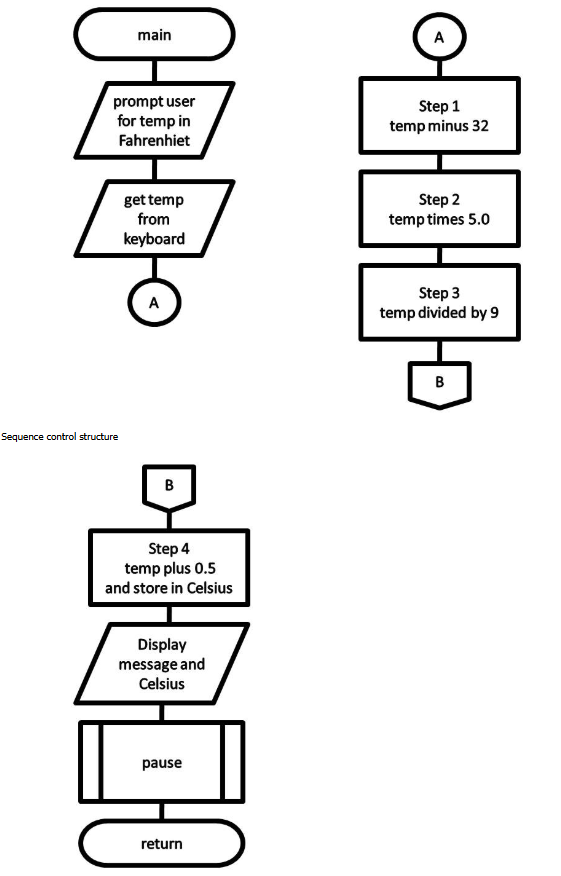 main
prompt user
for temp in
Fahrenhiet
get temp
from
keyboard
A
A
Step 1
temp minus 32
Step 2
temp times 5.0
Step 3
temp divided by 9
B
Sequence control structure
B
Step 4
temp plus 0.5
and store in Celsius
Display
message and
Celsius
pause
return